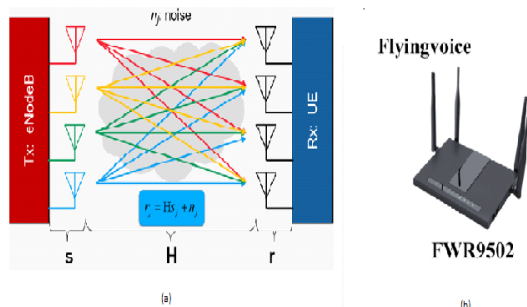 n_j, noise
Tx: eNodeB
Rx: UE
r_j = Hs_j + n_j
s
H
r
(a)
Flyingvoice
FWR9502
(b)